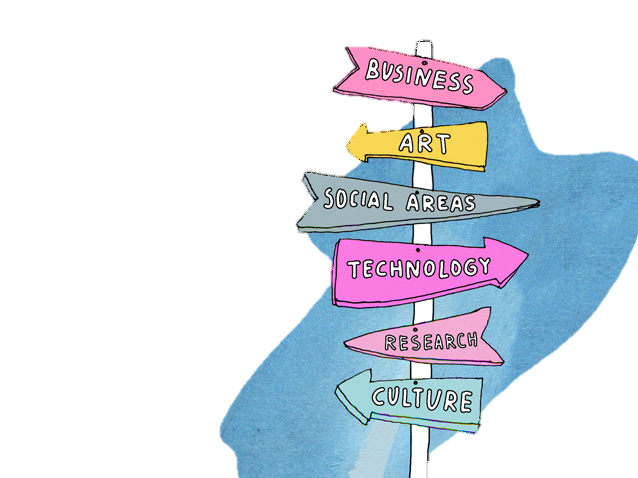 BUSINESS
ART
SOCIAL AREAS
TECHNOLOGY
RESEARCH
CULTURE